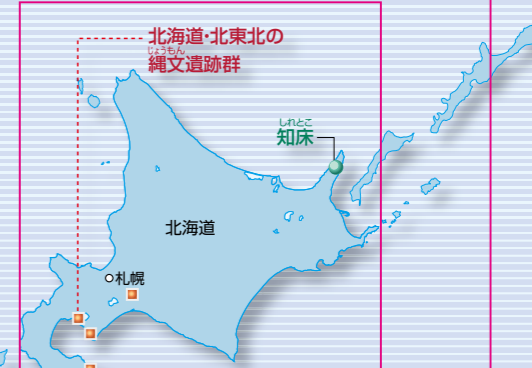 北海道・北東北の
じょうもん
縄文遺跡群
しれとこ
知床
北海道
札幌